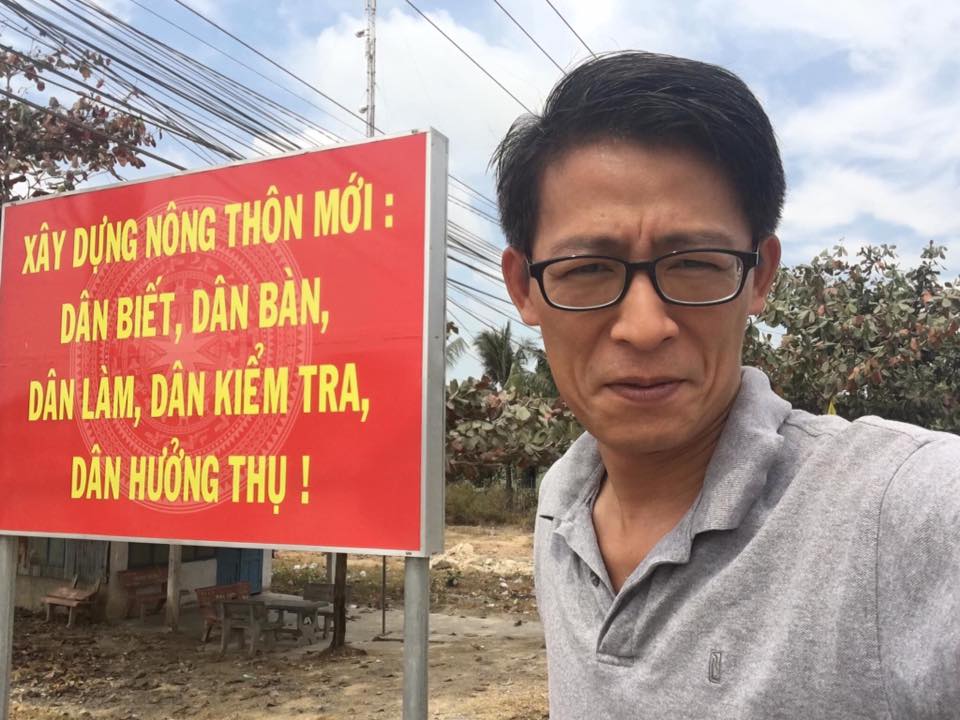 XÂY DỰNG NÔNG THÔN MỚI :
DÂN BIẾT, DÂN BÀN,
DÂN LÀM, DÂN KIỂM TRA,
DÂN HƯỞNG THỤ !